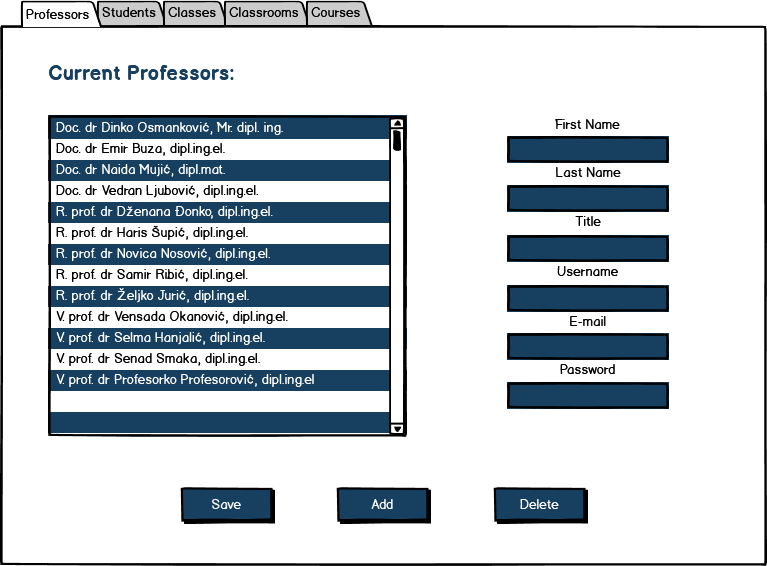 Professors Students Classes Classrooms Courses
Current Professors:
Doc. dr Dinko Osmanković, Mr. dipl. ing.
Doc. dr Emir Buza, dipl.ing.el.
Doc. dr Naida Mujić, dipl.mat.
Doc. dr Vedran Ljubović, dipl.ing.el.
R. prof. dr Dženana Đonko, dipl.ing.el.
R. prof. dr Haris Šupić, dipl.ing.el.
R. prof. dr Novica Nosović, dipl.ing.el.
R. prof. dr Samir Ribić, dipl.ing.el.
R. prof. dr Željko Jurić, dipl.ing.el.
V. prof. dr Vensada Okanović, dipl.ing.el.
V. prof. dr Selma Hanjalić, dipl.ing.el.
V. prof. dr Senad Smaka, dipl.ing.el.
V. prof. dr Profesorko Profesorović, dipl.ing.el
First Name
Last Name
Title
Username
E-mail
Password
Save Add Delete